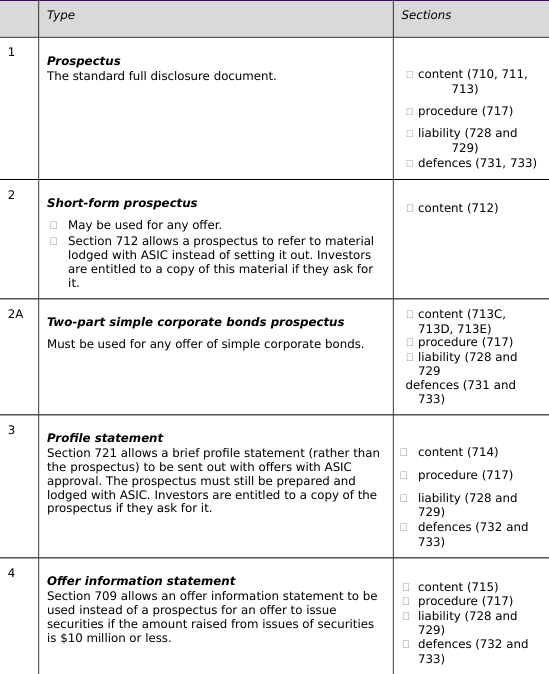 Type
Sections
1
Prospectus
The standard full disclosure document.
content (710, 711,
713)
procedure (717)
liability (728 and
729)
defences (731, 733)
2
Short-form prospectus
May be used for any offer.
Section 712 allows a prospectus to refer to material
lodged with ASIC instead of setting it out. Investors
are entitled to a copy of this material if they ask for
it.
content (712)
2A
Two-part simple corporate bonds prospectus
Must be used for any offer of simple corporate bonds.
content (713C,
713D, 713E)
procedure (717)
liability (728 and
729
defences (731 and
733)
3
Profile statement
Section 721 allows a brief profile statement (rather than
the prospectus) to be sent out with offers with ASIC
approval. The prospectus must still be prepared and
lodged with ASIC. Investors are entitled to a copy of the
prospectus if they ask for it.
content (714)
procedure (717)
liability (728 and
729)
defences (732 and
733)
4
Offer information statement
Section 709 allows an offer information statement to be
used instead of a prospectus for an offer to issue
securities if the amount raised from issues of securities
is $10 million or less.
content (715)
procedure (717)
liability (728 and
729)
defences (732 and
733)